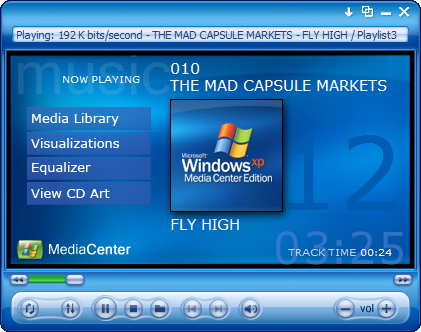 Playing: 192 K bits/second - THE MAD CAPSULE MARKETS - FLY HIGH / Playlist3
music
NOW PLAYING
010
THE MAD CAPSULE MARKETS
Media Library
Visualizations
Equalizer
View CD Art
Microsoft
Windows xp
Media Center Edition
12
FLY HIGH
03:25
MediaCenter
TRACK TIME 00:24
vol